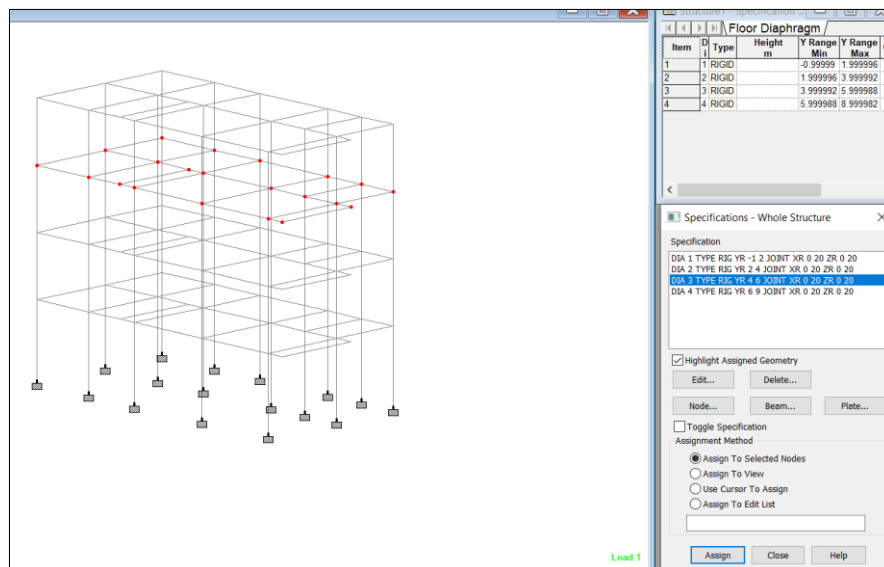 Structure1 - Specification ...
Floor Diaphragm
Item D i Type Height m Y Range Min Y Range Max
1 1 RIGID -0.99999 1.999996
2 2 RIGID 1.999996 3.999992
3 3 RIGID 3.999992 5.999988
4 4 RIGID 5.999988 8.999982
Specifications - Whole Structure
Specification
DIA 1 TYPE RIG YR -1 2 JOINT XR 0 20 ZR 0 20
DIA 2 TYPE RIG YR 2 4 JOINT XR 0 20 ZR 0 20
DIA 3 TYPE RIG YR 4 6 JOINT XR 0 20 ZR 0 20
DIA 4 TYPE RIG YR 6 9 JOINT XR 0 20 ZR 0 20
Highlight Assigned Geometry
Edit... Delete...
Node... Beam... Plate...
Toggle Specification
Assignment Method
Assign To Selected Nodes
Assign To View
Use Cursor To Assign
Assign To Edit List
Assign Close Help
Load 1